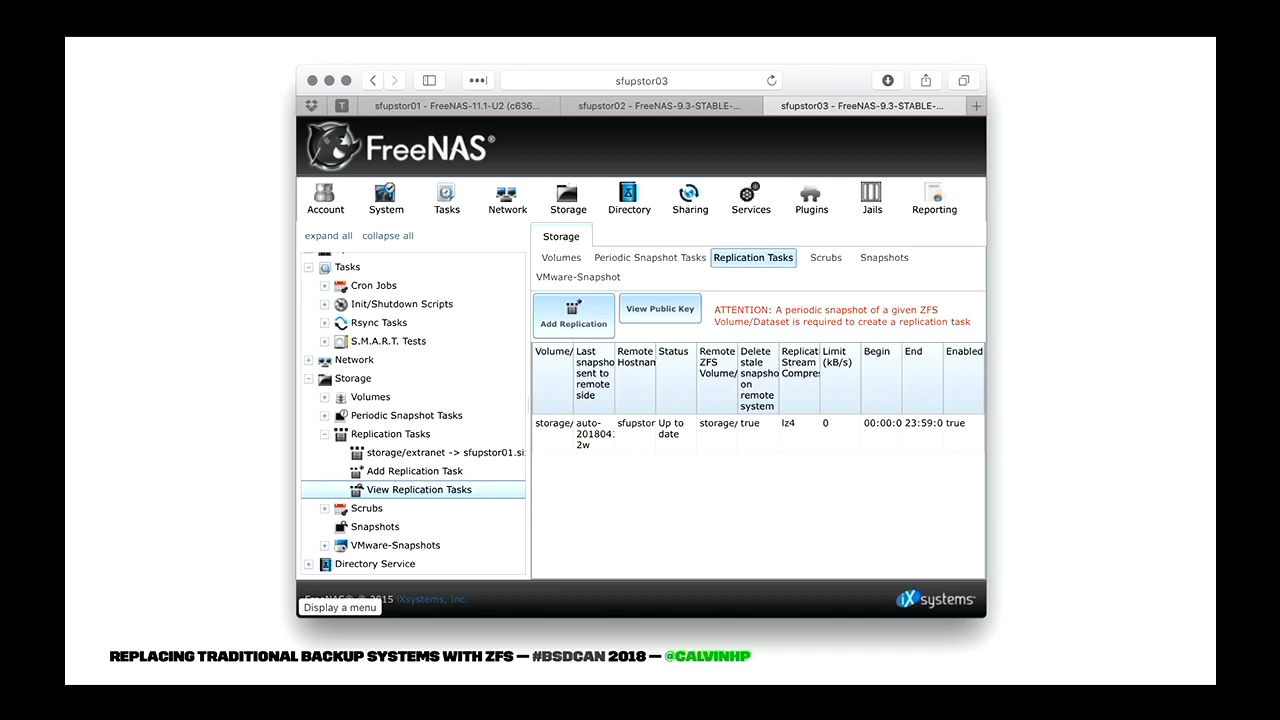 sfupstor03
T
sfupstor01 - FreeNAS-11.1-U2 (c636...
sfupstor02 - FreeNAS-9.3-STABLE-...
sfupstor03 - FreeNAS-9.3-STABLE-...
FreeNAS®
Account
System
Tasks
Network
Storage
Directory
Sharing
Services
Plugins
Jails
Reporting
expand all collapse all
Tasks
Cron Jobs
Init/Shutdown Scripts
Rsync Tasks
S.M.A.R.T. Tests
Network
Storage
Volumes
Periodic Snapshot Tasks
Replication Tasks
storage/extranet -> sfupstor01.si
Add Replication Task
View Replication Tasks
Scrubs
Snapshots
VMware-Snapshots
Directory Service
Storage
Volumes Periodic Snapshot Tasks Replication Tasks Scrubs Snapshots
VMware-Snapshot
Add Replication
View Public Key
ATTENTION: A periodic snapshot of a given ZFS
Volume/Dataset is required to create a replication task
Volume/
Last
snapsho
sent to
remote
side
Remote
Hostnan
Status
Remote
ZFS
Volume/
Delete
stale
snapsho
on
remote
system
Replicat
Stream
Compre
Limit
(kB/s)
Begin
End
Enabled
storage/
auto-
201804
2w
sfupstor
Up to
date
storage/
true
lz4
0
00:00:0
23:59:0
true
2015 iXsystems, Inc.
Display a menu
iXsystems
REPLACING TRADITIONAL BACKUP SYSTEMS WITH ZFS — #BSDCAN 2018 — @CALVINHP